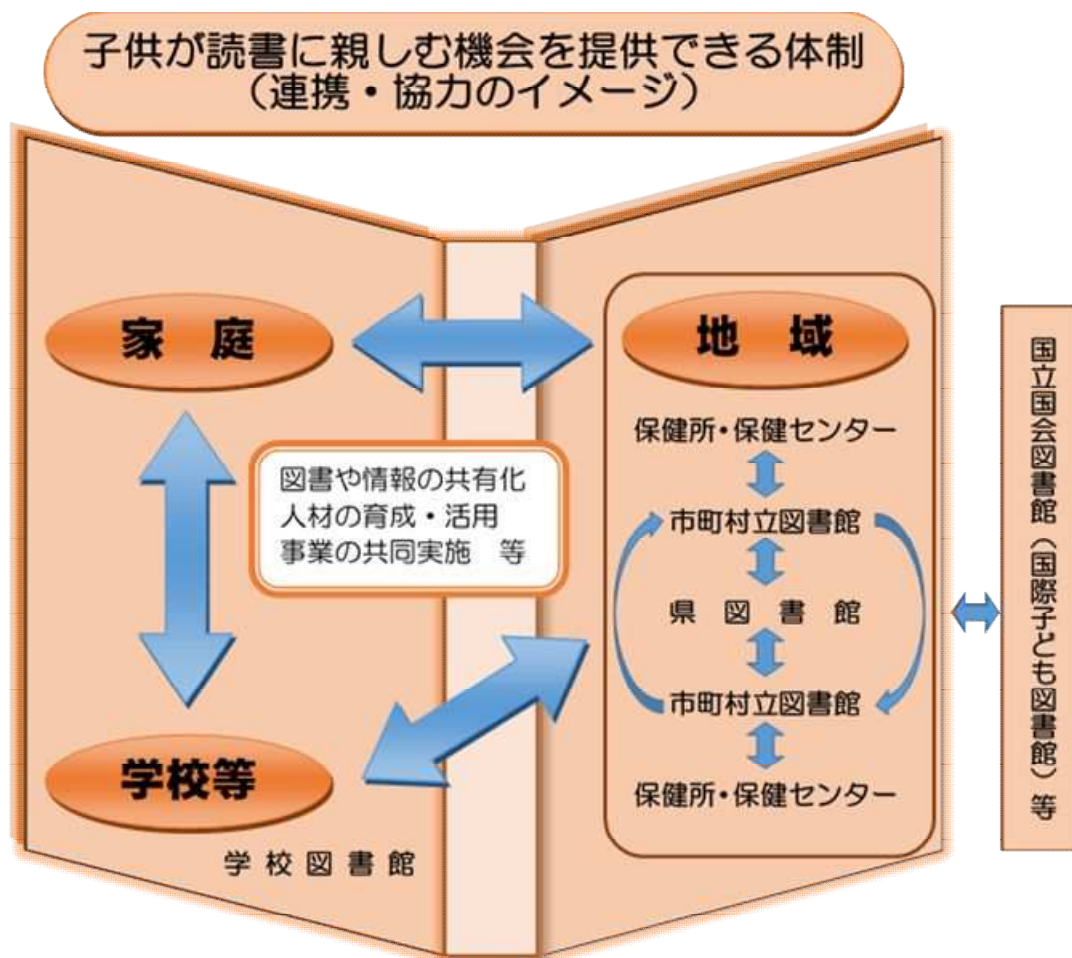 子供が読書に親しむ機会を提供できる体制
（連携・協力のイメージ）
家　庭
地　域
図書や情報の共有化
人材の育成・活用
事業の共同実施　等
学校等
学 校 図 書 館
保健所・保健センター
市町村立図書館
県　図　書　館
市町村立図書館
保健所・保健センター
国立国会図書館（国際子ども図書館）等